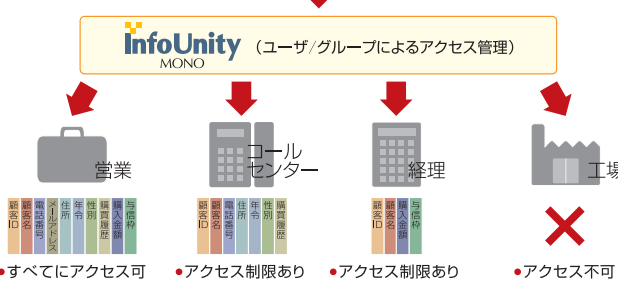 InfoUnity（ユーザ/グループによるアクセス管理）
MONO
営業
コール
センター
経理
工場
顧客ID
顧客名
電話番号
メールアドレス
住所
年令
性別
購買履歴
購入金額
与信枠
顧客ID
顧客名
電話番号
住所
年令
性別
購買履歴
顧客ID
顧客名
購入金額
与信枠
●すべてにアクセス可
●アクセス制限あり
●アクセス制限あり
●アクセス不可